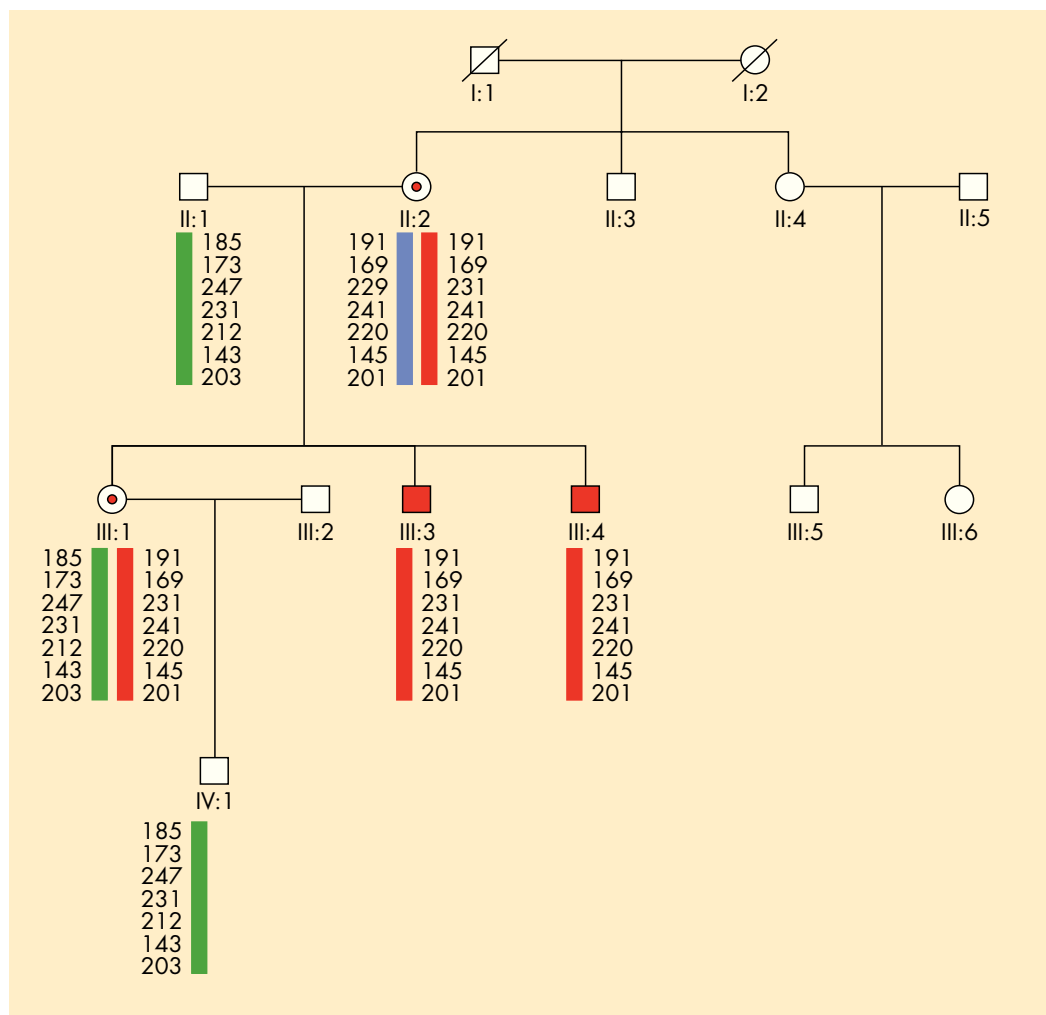 I:1 I:2
II:1 II:2 II:3 II:4 II:5
185 191 191
173 169 169
247 229 231
231 241 241
212 220 220
143 145 145
203 201 201
III:1 III:2 III:3 III:4 III:5 III:6
185 191 191 191
173 169 169 169
247 231 231 231
231 241 241 241
212 220 220 220
143 145 145 145
203 201 201 201
IV:1
185
173
247
231
212
143
203